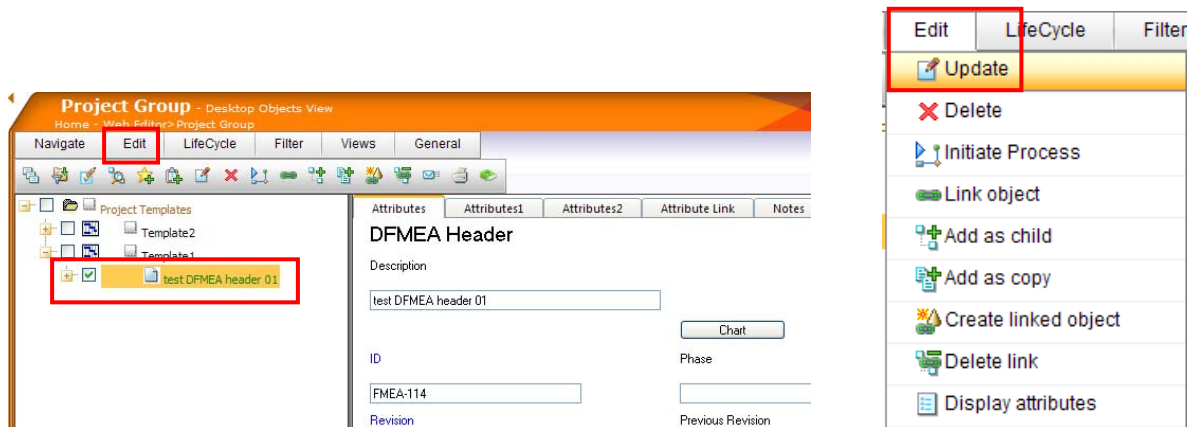 Project Group - Desktop Objects View
Home - Web Editor> Project Group
Navigate Edit LifeCycle Filter Views General
Project Templates
Template2
Template1
test DFMEA header 01
Attributes Attributes1 Attributes2 Attribute Link Notes
DFMEA Header
Description
test DFMEA header 01
Chart
ID Phase
FMEA-114
Revision Previous Revision
Edit LifeCycle Filter
Update
Delete
Initiate Process
Link object
Add as child
Add as copy
Create linked object
Delete link
Display attributes